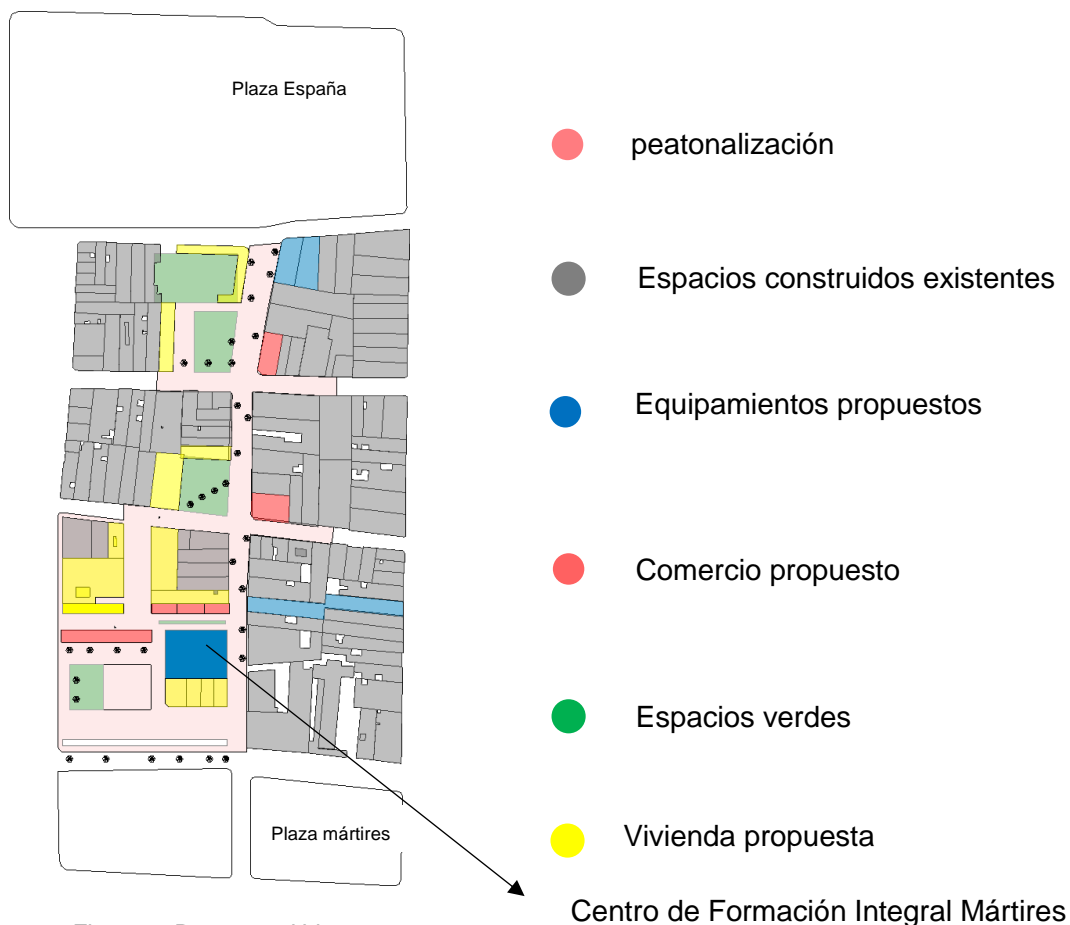 Plaza España
peatonalización
Espacios construidos existentes
Equipamientos propuestos
Comercio propuesto
Espacios verdes
Vivienda propuesta
Plaza mártires
Centro de Formación Integral Mártires